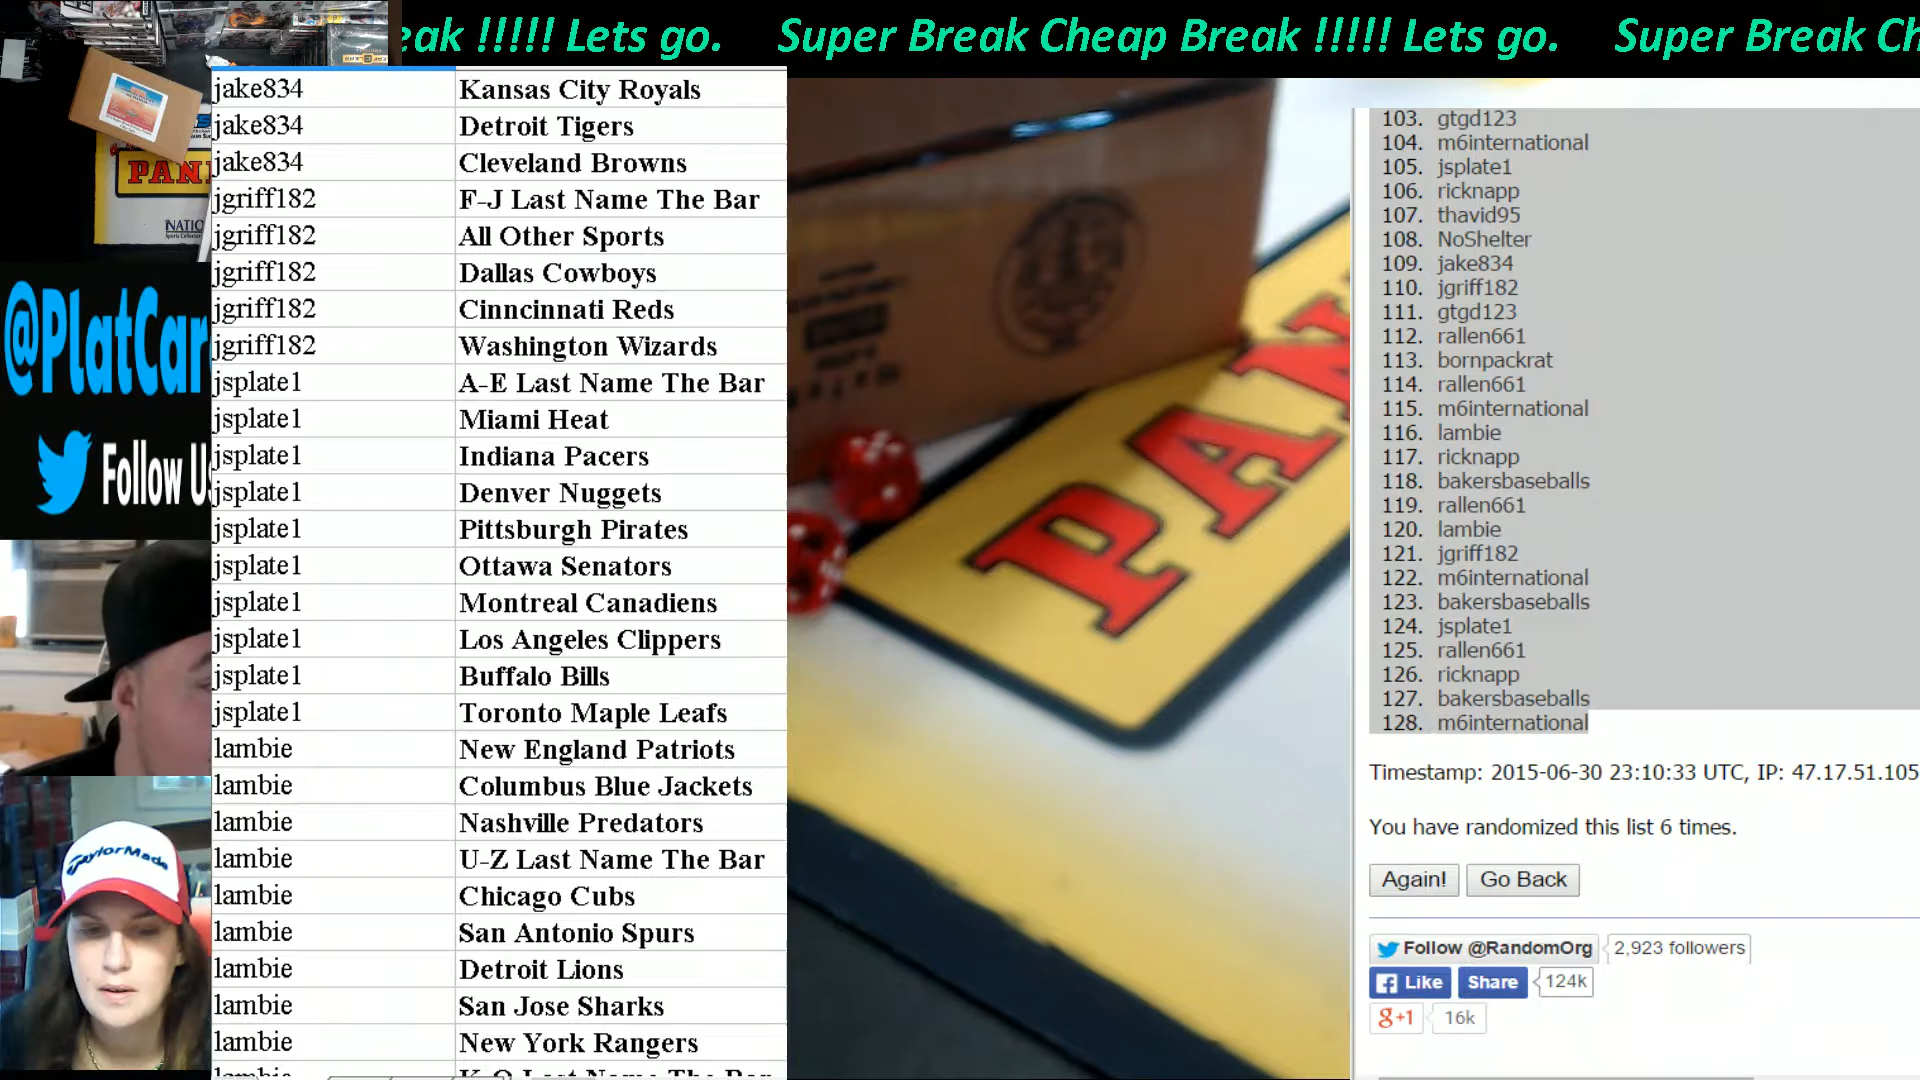 eak !!!!! Lets go. Super Break Cheap Break !!!!! Lets go. Super Break Ch
jake834 Kansas City Royals
jake834 Detroit Tigers
jake834 Cleveland Browns
jgriff182 F-J Last Name The Bar
jgriff182 All Other Sports
jgriff182 Dallas Cowboys
jgriff182 Cinncinnati Reds
jgriff182 Washington Wizards
jsplate1 A-E Last Name The Bar
jsplate1 Miami Heat
jsplate1 Indiana Pacers
jsplate1 Denver Nuggets
jsplate1 Pittsburgh Pirates
jsplate1 Ottawa Senators
jsplate1 Montreal Canadiens
jsplate1 Los Angeles Clippers
jsplate1 Buffalo Bills
jsplate1 Toronto Maple Leafs
lambie New England Patriots
lambie Columbus Blue Jackets
lambie Nashville Predators
lambie U-Z Last Name The Bar
lambie Chicago Cubs
lambie San Antonio Spurs
lambie Detroit Lions
lambie San Jose Sharks
lambie New York Rangers
lambie K-O Last Name The Bar
PANI
NATIO
@PlatCar
Follow Us
TaylorMade
PAN
103. gtgd123
104. m6international
105. jsplate1
106. ricknapp
107. thavid95
108. NoShelter
109. jake834
110. jgriff182
111. gtgd123
112. rallen661
113. bornpackrat
114. rallen661
115. m6international
116. lambie
117. ricknapp
118. bakersbaseballs
119. rallen661
120. lambie
121. jgriff182
122. m6international
123. bakersbaseballs
124. jsplate1
125. rallen661
126. ricknapp
127. bakersbaseballs
128. m6international
Timestamp: 2015-06-30 23:10:33 UTC, IP: 47.17.51.105
You have randomized this list 6 times.
Again! Go Back
Follow @RandomOrg 2,923 followers
Like Share 124k
g+1 16k